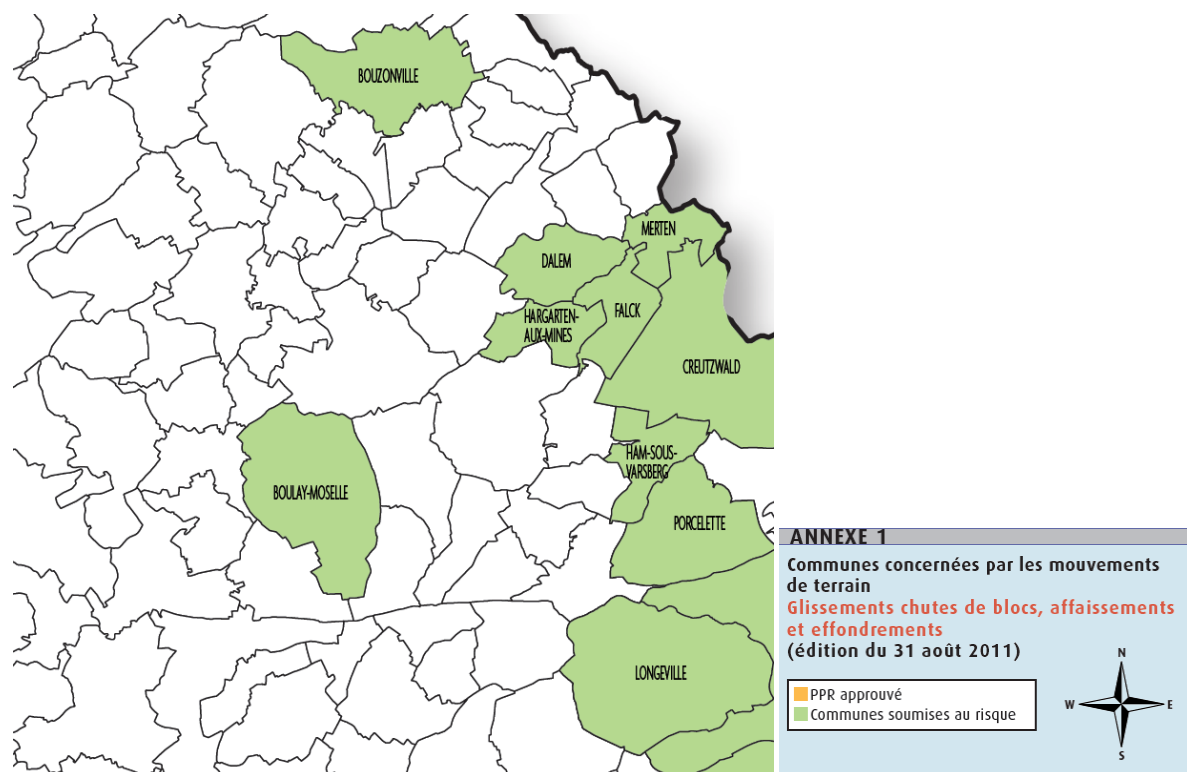 BOUZONVILLE
MERTEN
DALEM
FALCK
HARGARTEN-
AUX-MINES
CREUTZWALD
HAM-SOUS-
VARSBERG
BOULAY-MOSELLE
PORCELETTE
LONGEVILLE
ANNEXE 1
Communes concernées par les mouvements
de terrain
Glissements chutes de blocs, affaissements
et effondrements
(édition du 31 août 2011)
PPR approuvé
Communes soumises au risque
N
W
E
S